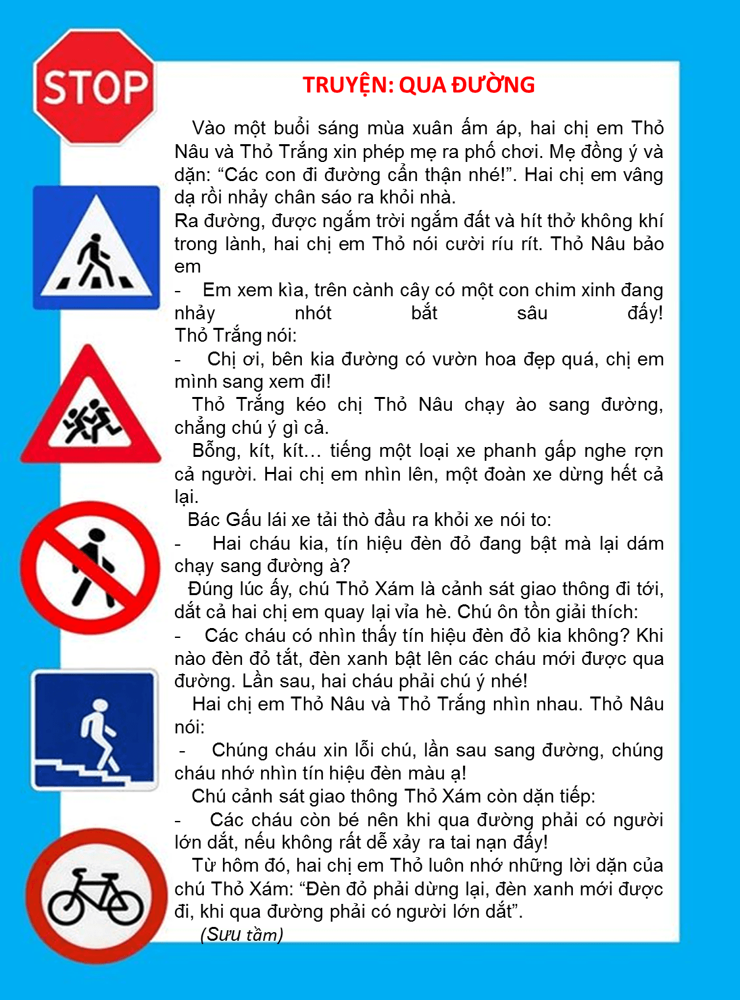 STOP
TRUYỆN: QUA ĐƯỜNG
Vào một buổi sáng mùa xuân ấm áp, hai chị em Thỏ
Nâu và Thỏ Trắng xin phép mẹ ra phố chơi. Mẹ đồng ý và
dặn: “Các con đi đường cẩn thận nhé!”. Hai chị em vâng
dạ rồi nhảy chân sáo ra khỏi nhà.
Ra đường, được ngắm trời ngắm đất và hít thở không khí
trong lành, hai chị em Thỏ nói cười ríu rít. Thỏ Nâu bảo
em
- Em xem kìa, trên cành cây có một con chim xinh đang
nhảy nhót bắt sâu đấy!
Thỏ Trắng nói:
- Chị ơi, bên kia đường có vườn hoa đẹp quá, chị em
mình sang xem đi!
Thỏ Trắng kéo chị Thỏ Nâu chạy ào sang đường,
chẳng chú ý gì cả.
Bỗng, kít, kít… tiếng một loại xe phanh gấp nghe rợn
cả người. Hai chị em nhìn lên, một đoàn xe dừng hết cả
lại.
Bác Gấu lái xe tải thò đầu ra khỏi xe nói to:
- Hai cháu kia, tín hiệu đèn đỏ đang bật mà lại dám
chạy sang đường à?
Đúng lúc ấy, chú Thỏ Xám là cảnh sát giao thông đi tới,
dắt cả hai chị em quay lại vỉa hè. Chú ôn tồn giải thích:
- Các cháu có nhìn thấy tín hiệu đèn đỏ kia không? Khi
nào đèn đỏ tắt, đèn xanh bật lên các cháu mới được qua
đường. Lần sau, hai cháu phải chú ý nhé!
Hai chị em Thỏ Nâu và Thỏ Trắng nhìn nhau. Thỏ Nâu
nói:
- Chúng cháu xin lỗi chú, lần sau sang đường, chúng
cháu nhớ nhìn tín hiệu đèn màu ạ!
Chú cảnh sát giao thông Thỏ Xám còn dặn tiếp:
- Các cháu còn bé nên khi qua đường phải có người
lớn dắt, nếu không rất dễ xảy ra tai nạn đấy!
Từ hôm đó, hai chị em Thỏ luôn nhớ những lời dặn của
chú Thỏ Xám: “Đèn đỏ phải dừng lại, đèn xanh mới được
đi, khi qua đường phải có người lớn dắt”.
(Sưu tầm)